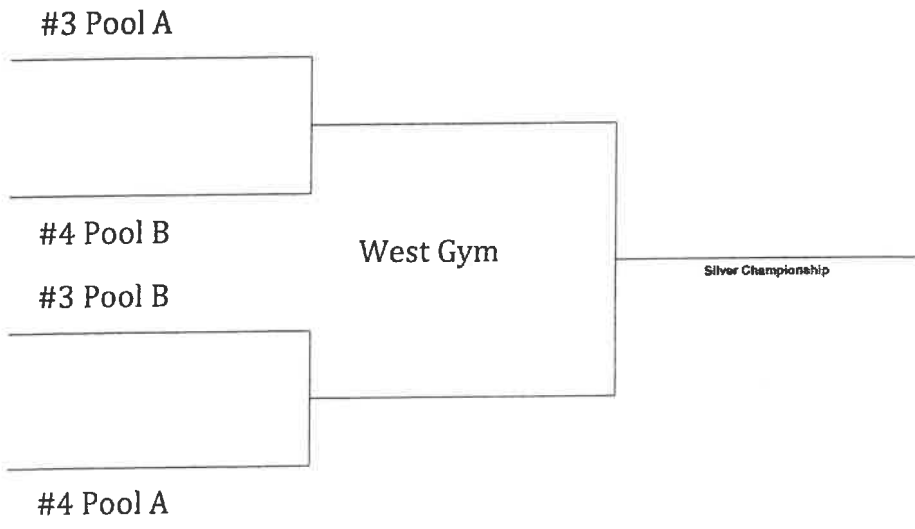 #3 Pool A
#4 Pool B
West Gym
Silver Championship
#3 Pool B
#4 Pool A